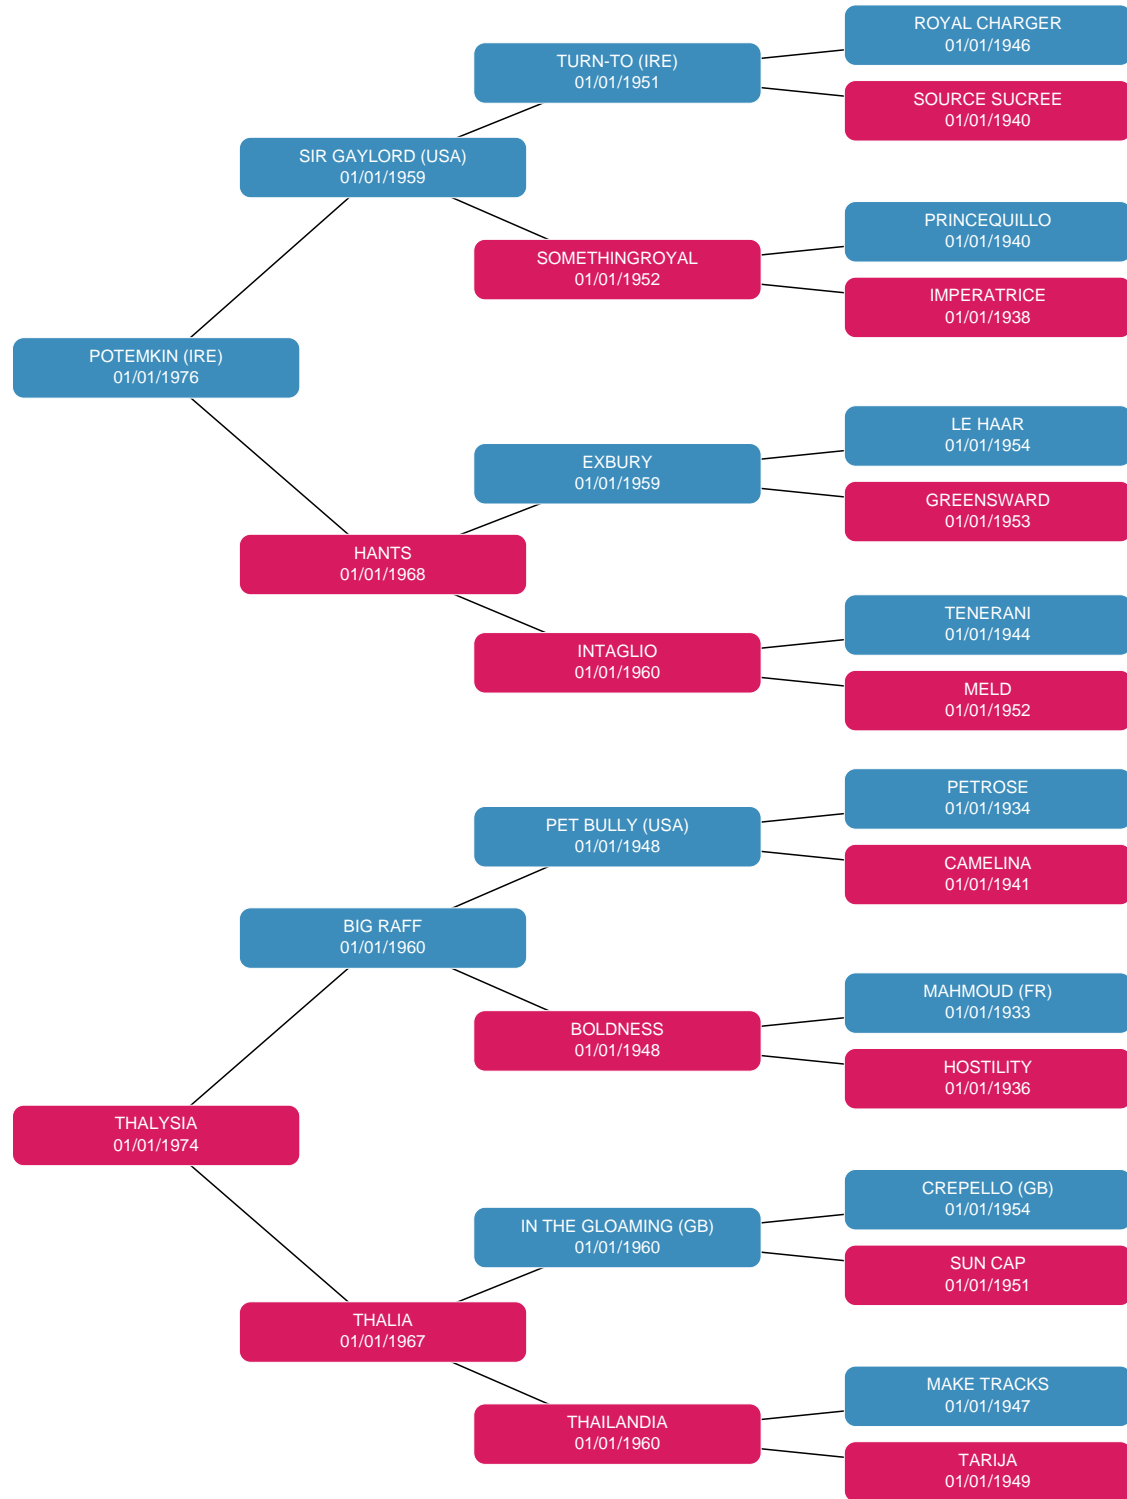 ROYAL CHARGER
01/01/1946
TURN-TO (IRE)
01/01/1951
SOURCE SUCREE
01/01/1940
SIR GAYLORD (USA)
01/01/1959
PRINCEQUILLO
01/01/1940
SOMETHINGROYAL
01/01/1952
IMPERATRICE
01/01/1938
POTEMKIN (IRE)
01/01/1976
LE HAAR
01/01/1954
EXBURY
01/01/1959
GREENSWARD
01/01/1953
HANTS
01/01/1968
TENERANI
01/01/1944
INTAGLIO
01/01/1960
MELD
01/01/1952
PETROSE
01/01/1934
PET BULLY (USA)
01/01/1948
CAMELINA
01/01/1941
BIG RAFF
01/01/1960
MAHMOUD (FR)
01/01/1933
BOLDNESS
01/01/1948
HOSTILITY
01/01/1936
THALYSIA
01/01/1974
CREPELLO (GB)
01/01/1954
IN THE GLOAMING (GB)
01/01/1960
SUN CAP
01/01/1951
THALIA
01/01/1967
MAKE TRACKS
01/01/1947
THAILANDIA
01/01/1960
TARIJA
01/01/1949